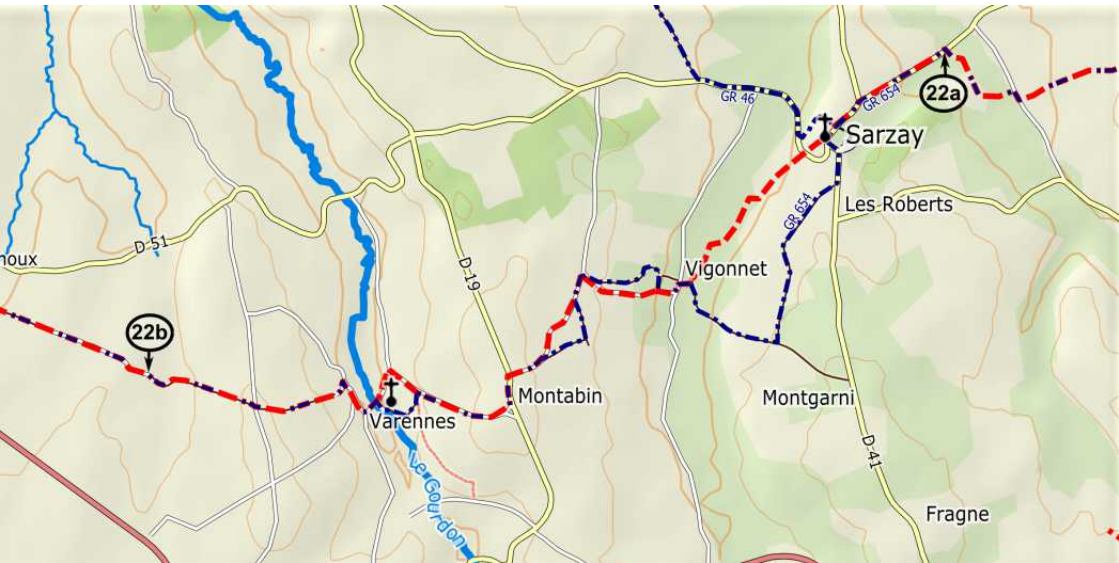 22a
GR 46
GR 654
Sarzay
GR 654
Les Roberts
D 51
noux
D 19
Vigonnet
22b
Montabin
Montgarni
Varennes
D 41
Le Gourdon
Fragne